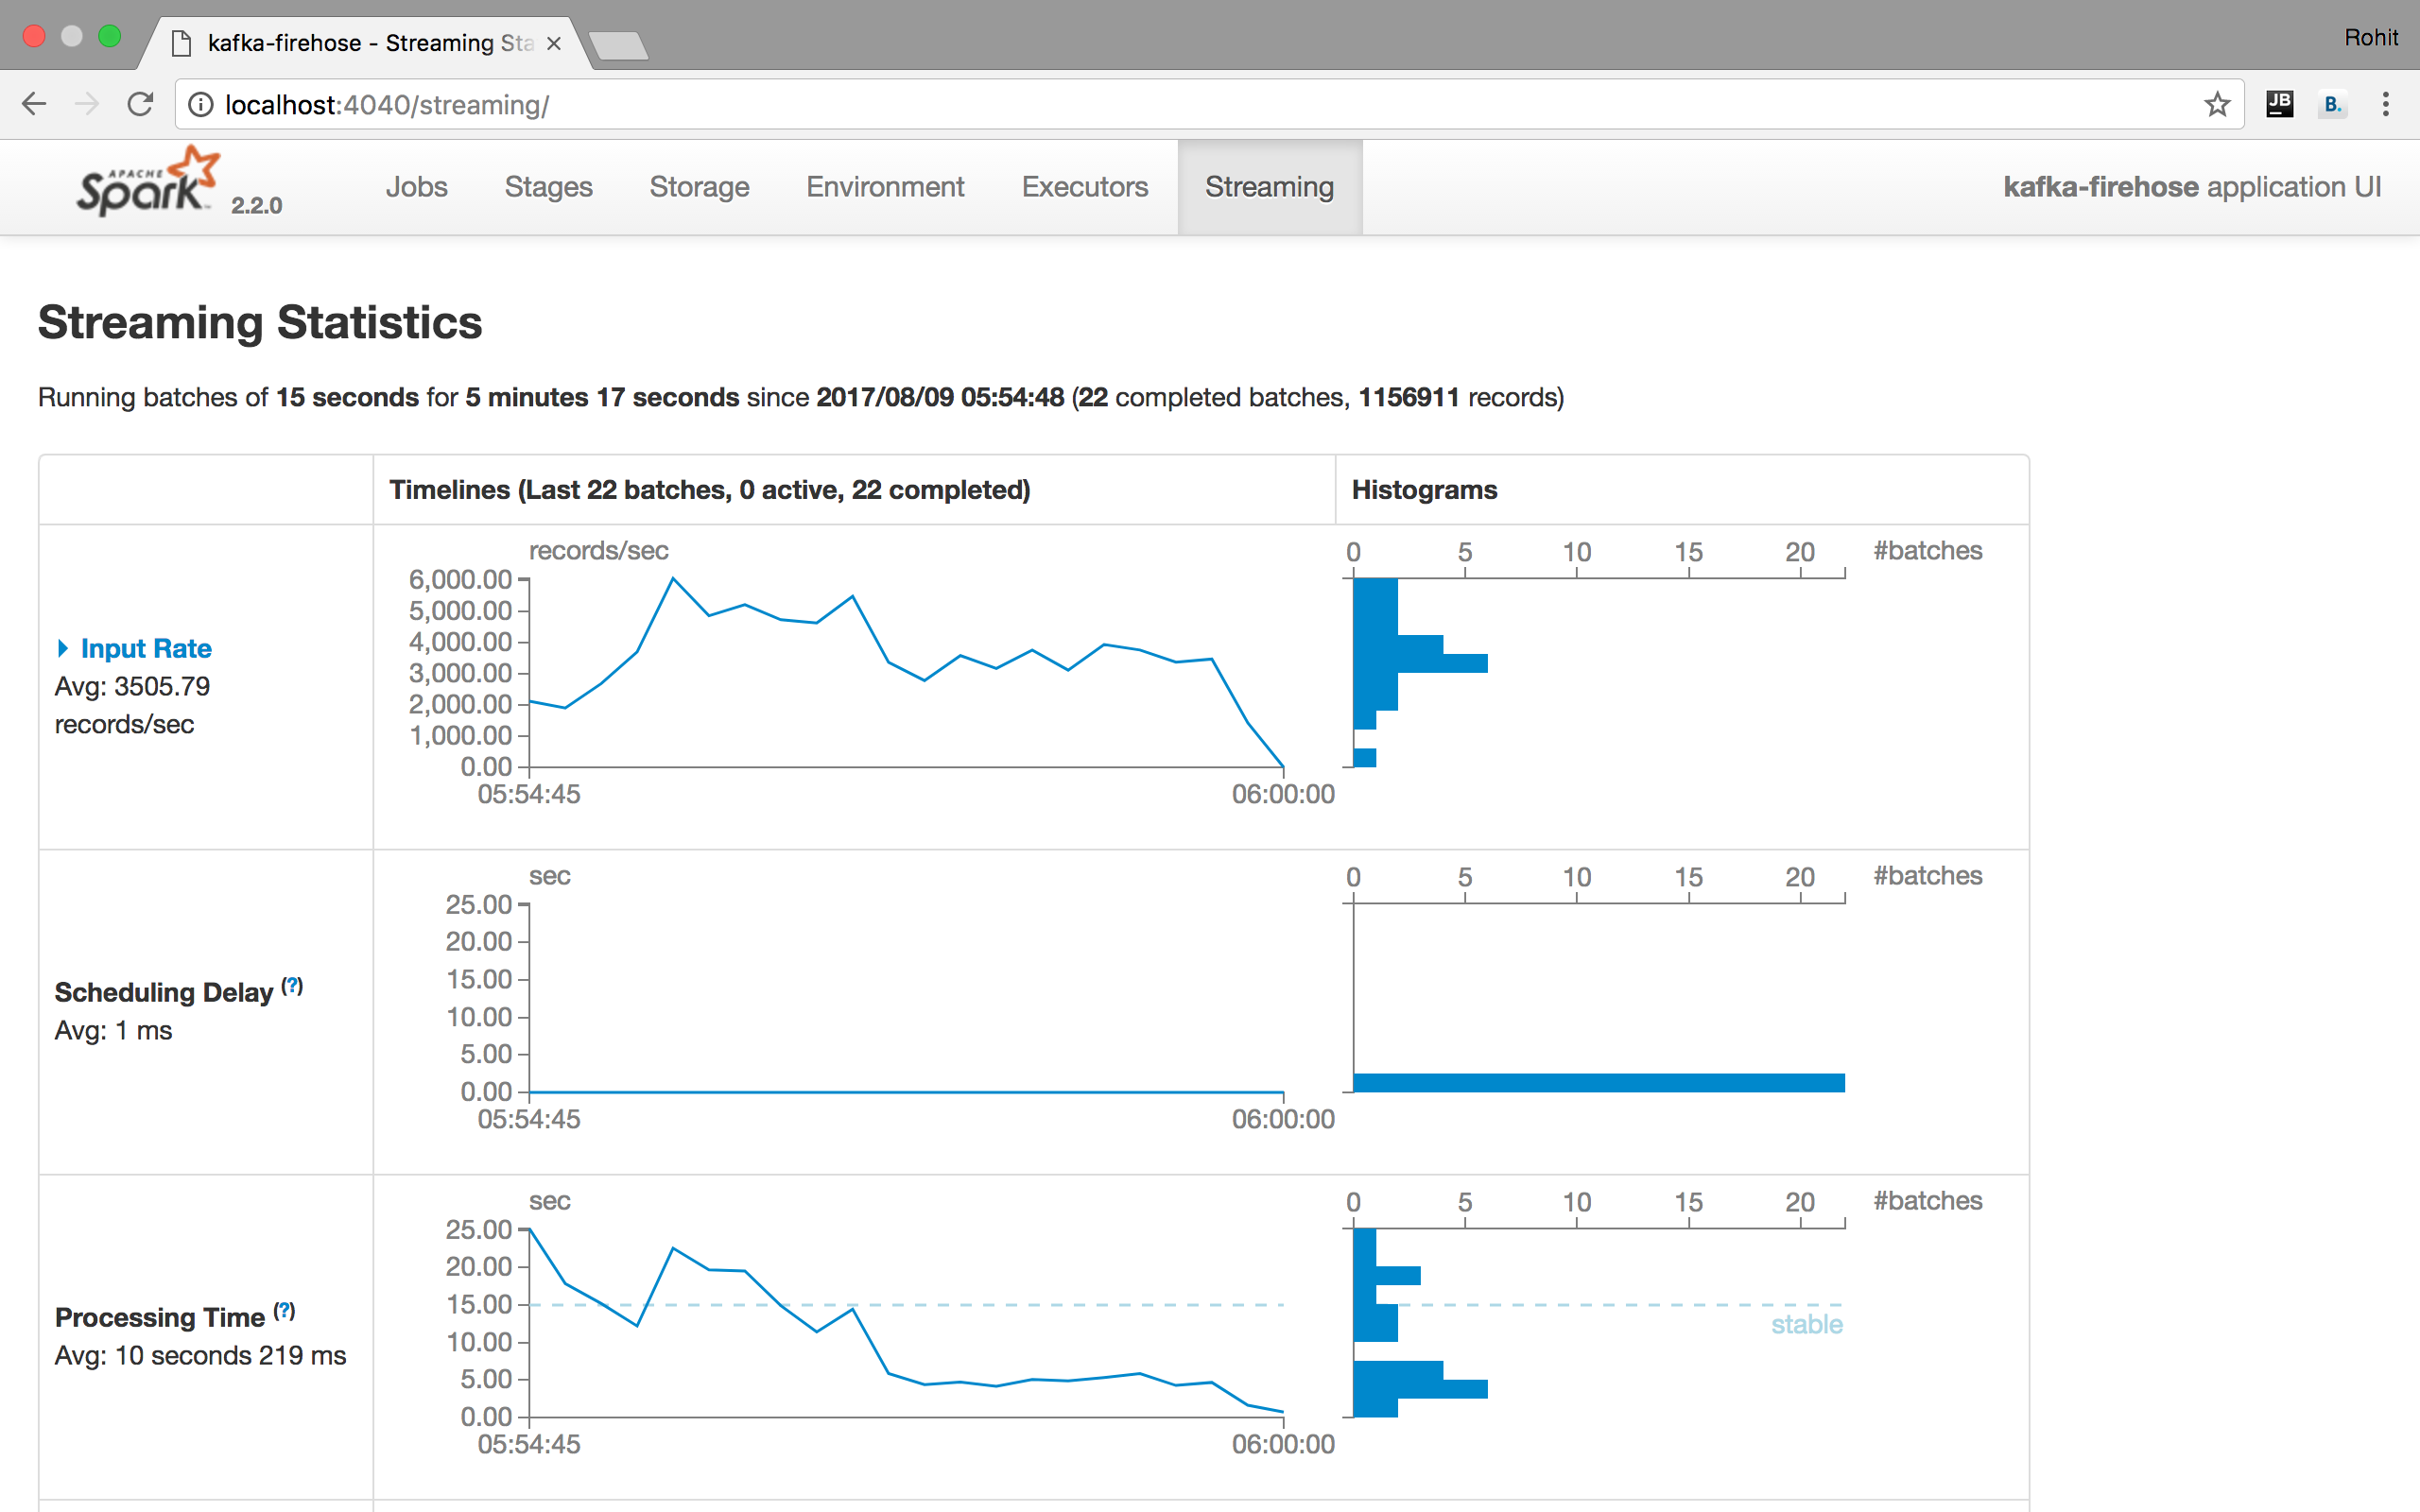 kafka-firehose - Streaming Sta
Rohit
localhost:4040/streaming/
JB
B.
APACHE
Spark 2.2.0
Jobs Stages Storage Environment Executors Streaming
kafka-firehose application UI
Streaming Statistics
Running batches of 15 seconds for 5 minutes 17 seconds since 2017/08/09 05:54:48 (22 completed batches, 1156911 records)
Timelines (Last 22 batches, 0 active, 22 completed)
Histograms
Input Rate
Avg: 3505.79
records/sec
records/sec
6,000.00
5,000.00
4,000.00
3,000.00
2,000.00
1,000.00
0.00
05:54:45 06:00:00
0 5 10 15 20 #batches
Scheduling Delay (?)
Avg: 1 ms
sec
25.00
20.00
15.00
10.00
5.00
0.00
05:54:45 06:00:00
0 5 10 15 20 #batches
Processing Time (?)
Avg: 10 seconds 219 ms
sec
25.00
20.00
15.00
10.00
5.00
0.00
05:54:45 06:00:00
0 5 10 15 20 #batches
stable